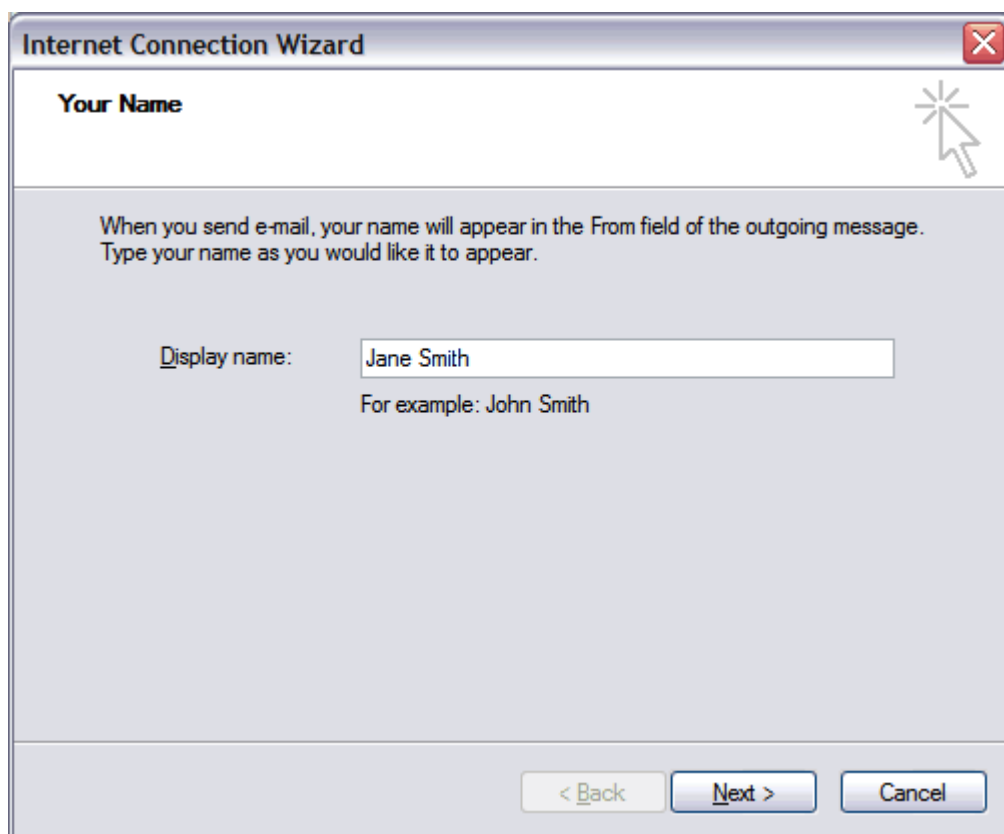 Internet Connection Wizard
Your Name
When you send e-mail, your name will appear in the From field of the outgoing message.
Type your name as you would like it to appear.
Display name: Jane Smith
For example: John Smith
< Back Next > Cancel